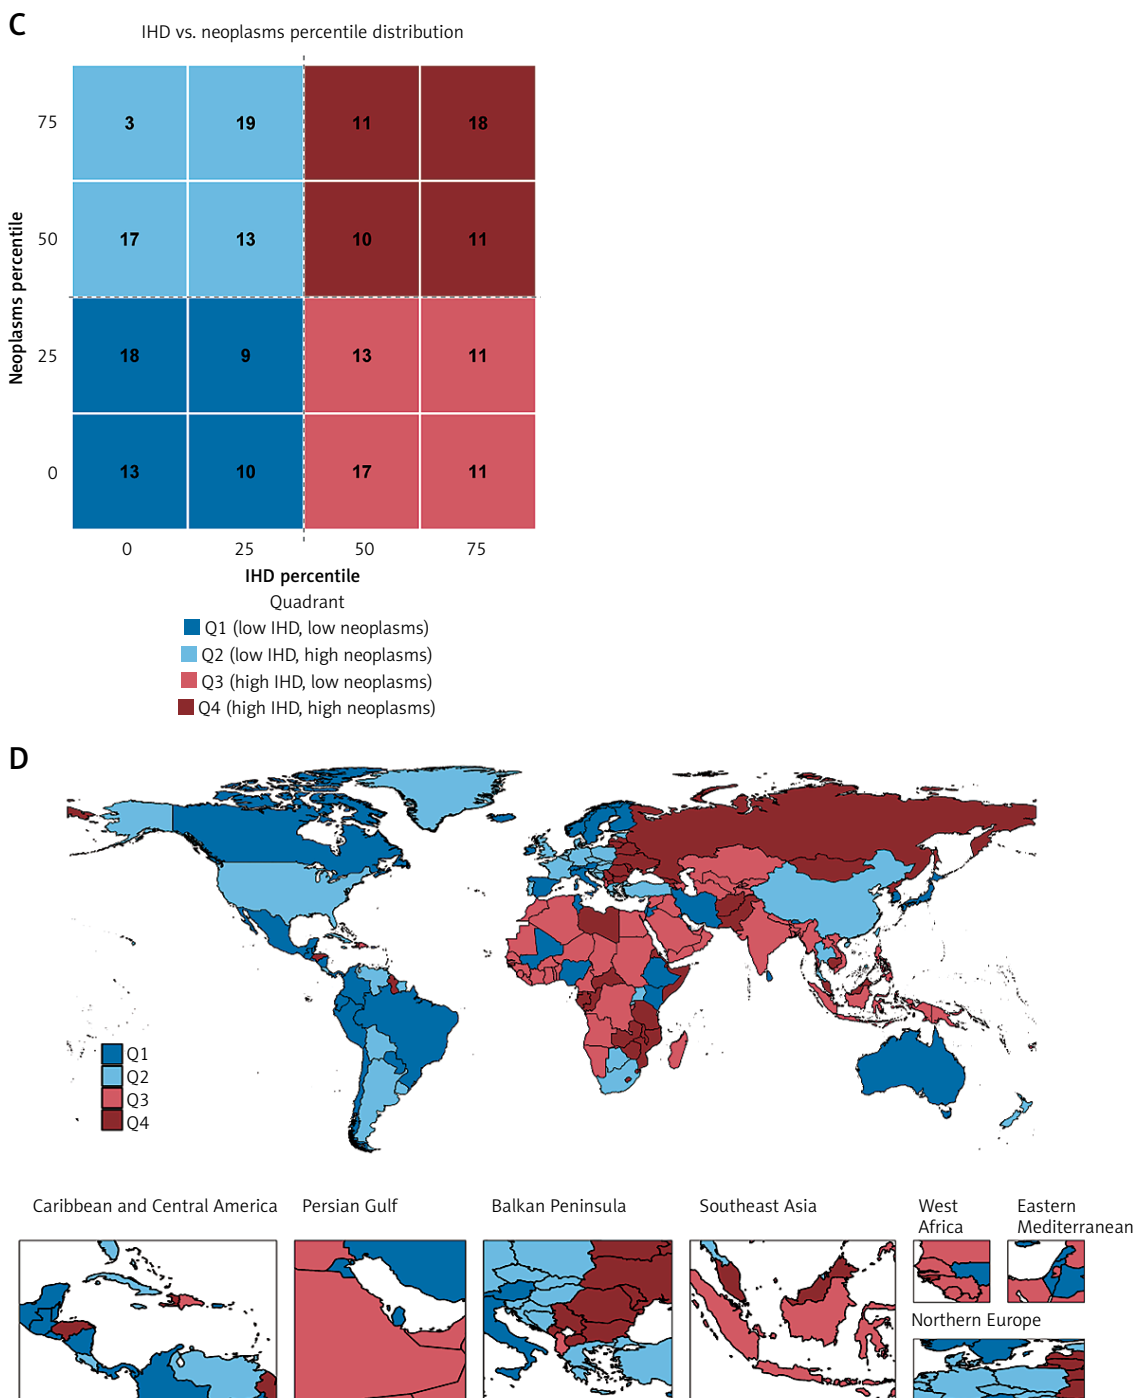 C
IHD vs. neoplasms percentile distribution
75
3 19 11 18
50
17 13 10 11
25
18 9 13 11
0
13 10 17 11
Neoplasms percentile
0 25 50 75
IHD percentile
Quadrant
Q1 (low IHD, low neoplasms)
Q2 (low IHD, high neoplasms)
Q3 (high IHD, low neoplasms)
Q4 (high IHD, high neoplasms)
D
Q1
Q2
Q3
Q4
Caribbean and Central America
Persian Gulf
Balkan Peninsula
Southeast Asia
West
Africa
Eastern
Mediterranean
Northern Europe